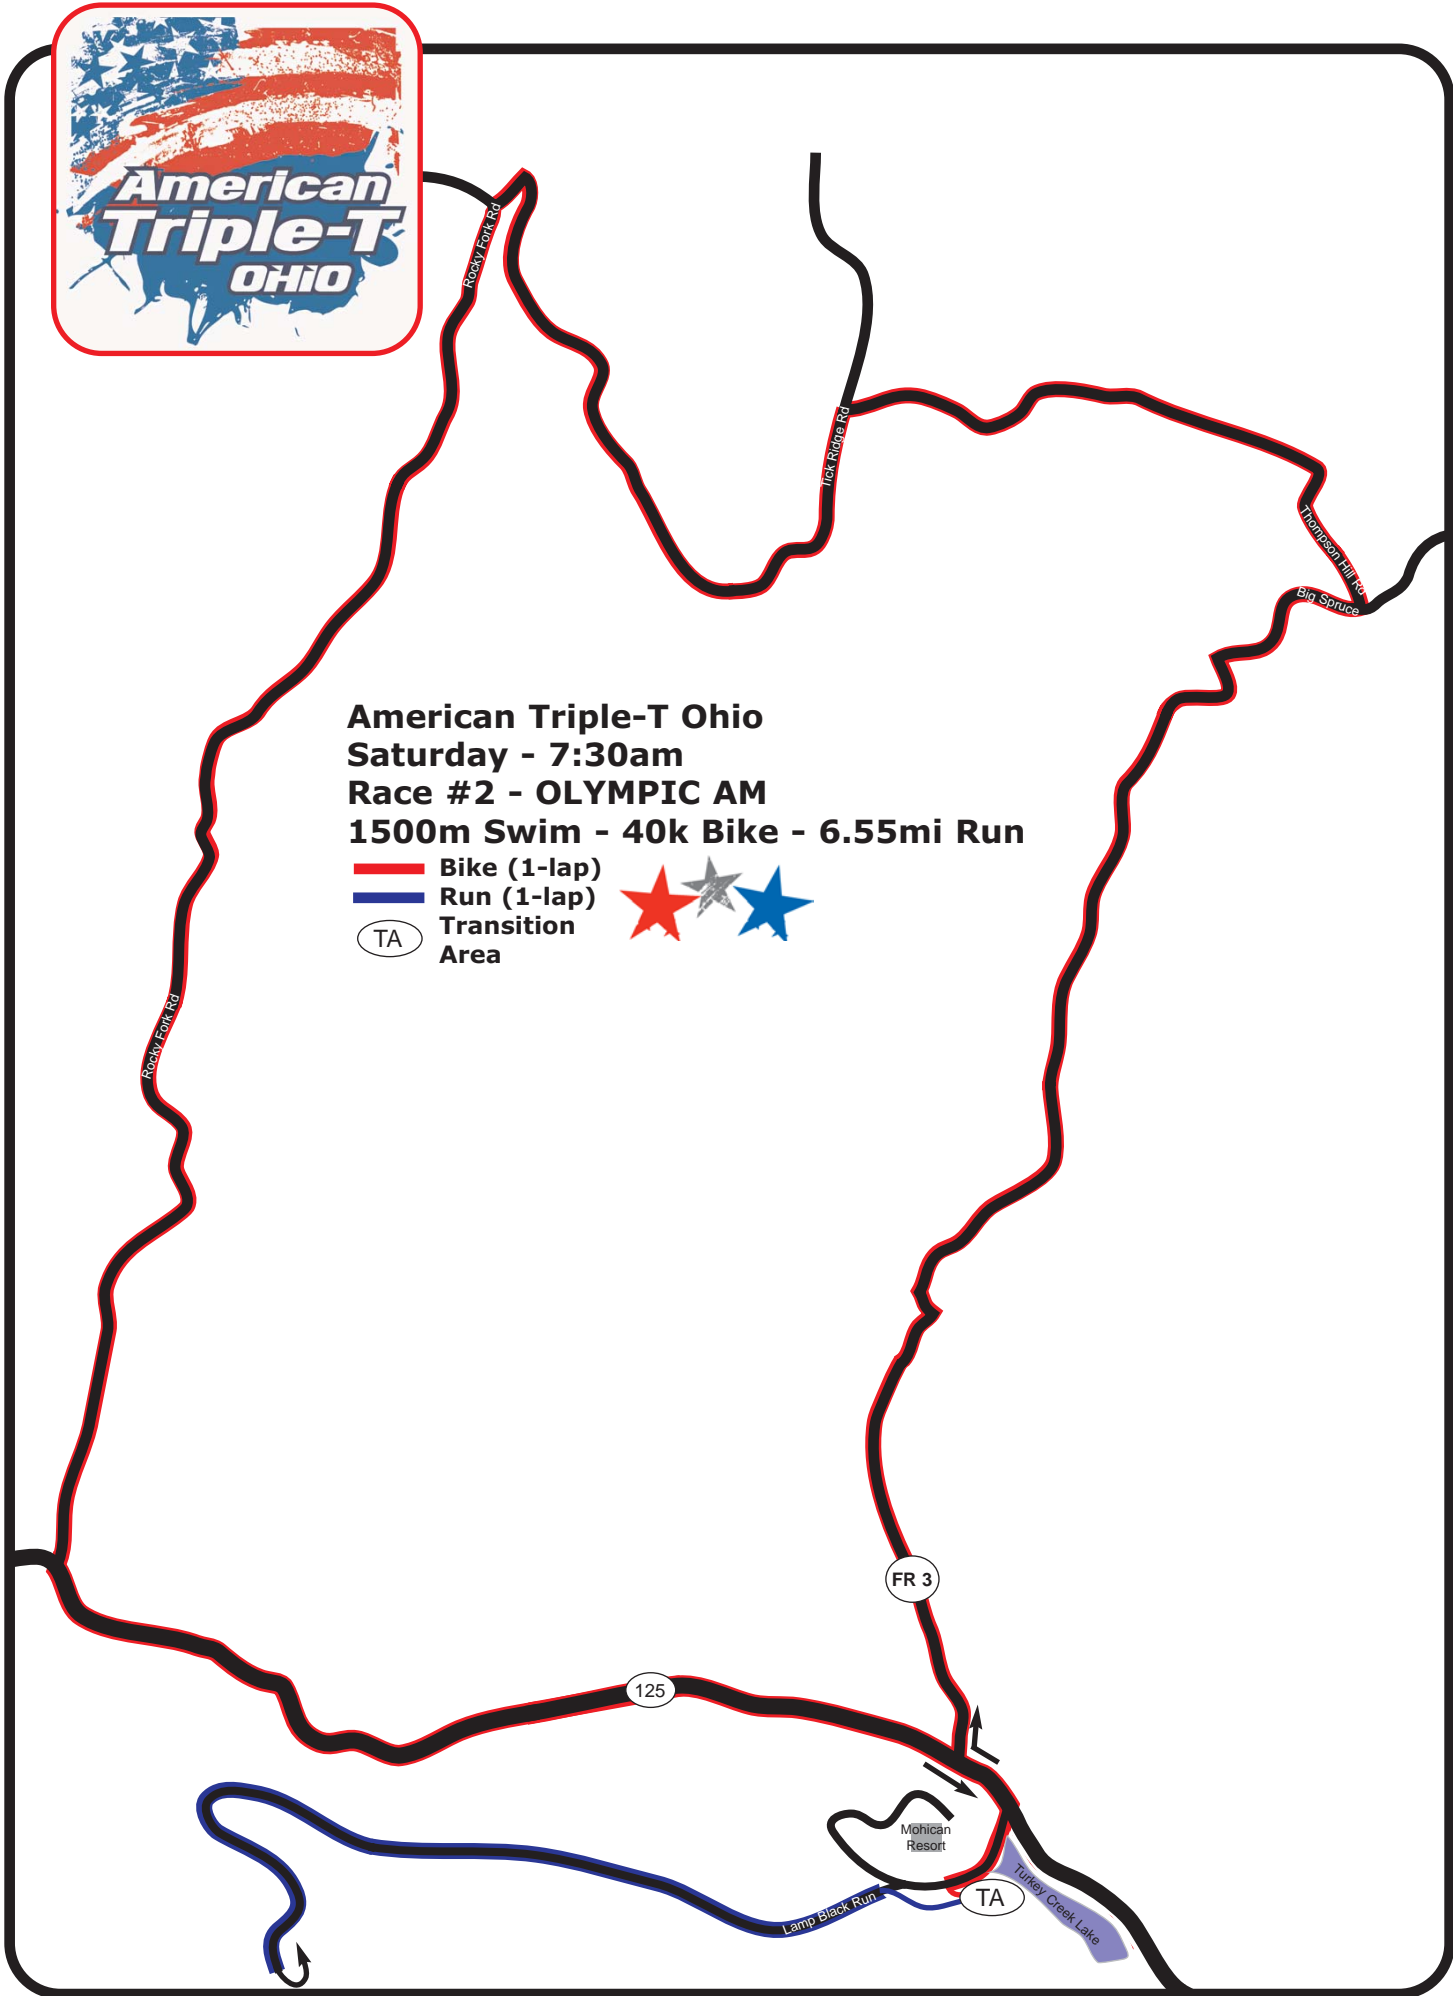 American
Triple-T
OHIO
Rocky Fork Rd
Tick Ridge Rd
Thompson Hill Rd
Big Spruce
American Triple-T Ohio
Saturday - 7:30am
Race #2 - OLYMPIC AM
1500m Swim - 40k Bike - 6.55mi Run
Bike (1-lap)
Run (1-lap)
TA
Transition
Area
Rocky Fork Rd
FR 3
125
Mohican
Resort
Turkey Creek Lake
TA
Lamp Black Run